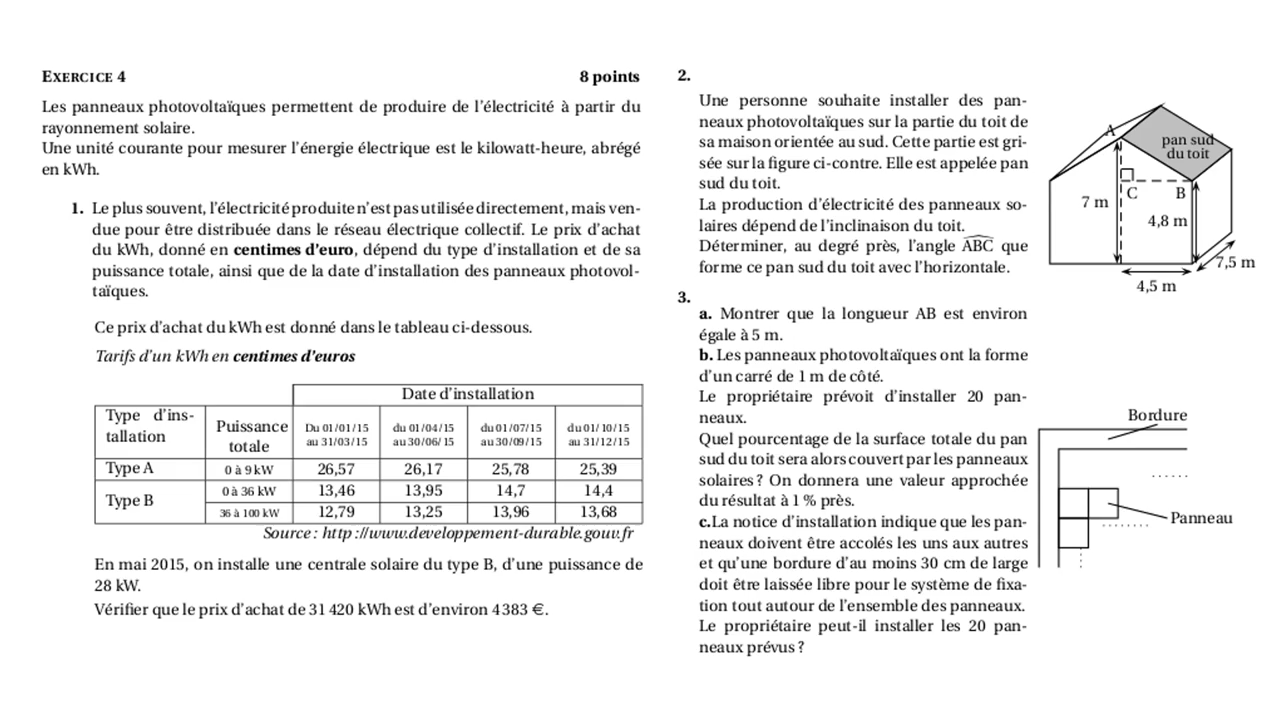 EXERCICE 4 8 points
Les panneaux photovoltaïques permettent de produire de l'électricité à partir du
rayonnement solaire.
Une unité courante pour mesurer l'énergie électrique est le kilowatt-heure, abrégé
en kWh.
1. Le plus souvent, l'électricité produite n'est pas utilisée directement, mais ven-
due pour être distribuée dans le réseau électrique collectif. Le prix d'achat
du kWh, donné en centimes d'euro, dépend du type d'installation et de sa
puissance totale, ainsi que de la date d'installation des panneaux photovol-
taïques.
Ce prix d'achat du kWh est donné dans le tableau ci-dessous.
Tarifs d'un kWh en centimes d'euros
Date d'installation
Type d'ins-
tallation
Puissance
totale
Du 01/01/15
au 31/03/15
du 01/04/15
au 30/06/15
du 01/07/15
au 30/09/15
du 01/10/15
au 31/12/15
Type A 0 à 9 kW 26,57 26,17 25,78 25,39
Type B 0 à 36 kW 13,46 13,95 14,7 14,4
36 à 100 kW 12,79 13,25 13,96 13,68
Source : http ://www.developpement-durable.gouv.fr
En mai 2015, on installe une centrale solaire du type B, d'une puissance de
28 kW.
Vérifier que le prix d'achat de 31 420 kWh est d'environ 4 383 €.
2.
Une personne souhaite installer des pan-
neaux photovoltaïques sur la partie du toit de
sa maison orientée au sud. Cette partie est gri-
sée sur la figure ci-contre. Elle est appelée pan
sud du toit.
La production d'électricité des panneaux so-
laires dépend de l'inclinaison du toit.
Déterminer, au degré près, l'angle ABC que
forme ce pan sud du toit avec l'horizontale.
A
pan sud
du toit
C
B
7 m
4,8 m
7,5 m
4,5 m
3.
a. Montrer que la longueur AB est environ
égale à 5 m.
b. Les panneaux photovoltaïques ont la forme
d'un carré de 1 m de côté.
Le propriétaire prévoit d'installer 20 pan-
neaux.
Quel pourcentage de la surface totale du pan
sud du toit sera alors couvert par les panneaux
solaires ? On donnera une valeur approchée
du résultat à 1 % près.
c.La notice d'installation indique que les pan-
neaux doivent être accolés les uns aux autres
et qu'une bordure d'au moins 30 cm de large
doit être laissée libre pour le système de fixa-
tion tout autour de l'ensemble des panneaux.
Le propriétaire peut-il installer les 20 pan-
neaux prévus ?
Bordure
Panneau